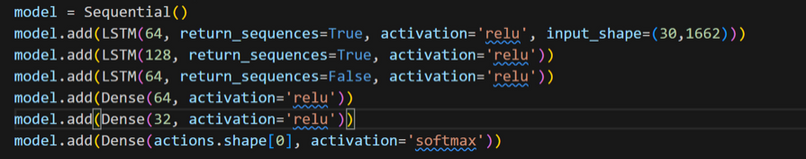 model = Sequential()
model.add(LSTM(64, return_sequences=True, activation='relu', input_shape=(30,1662)))
model.add(LSTM(128, return_sequences=True, activation='relu'))
model.add(LSTM(64, return_sequences=False, activation='relu'))
model.add(Dense(64, activation='relu'))
model.add(Dense(32, activation='relu'))
model.add(Dense(actions.shape[0], activation='softmax'))